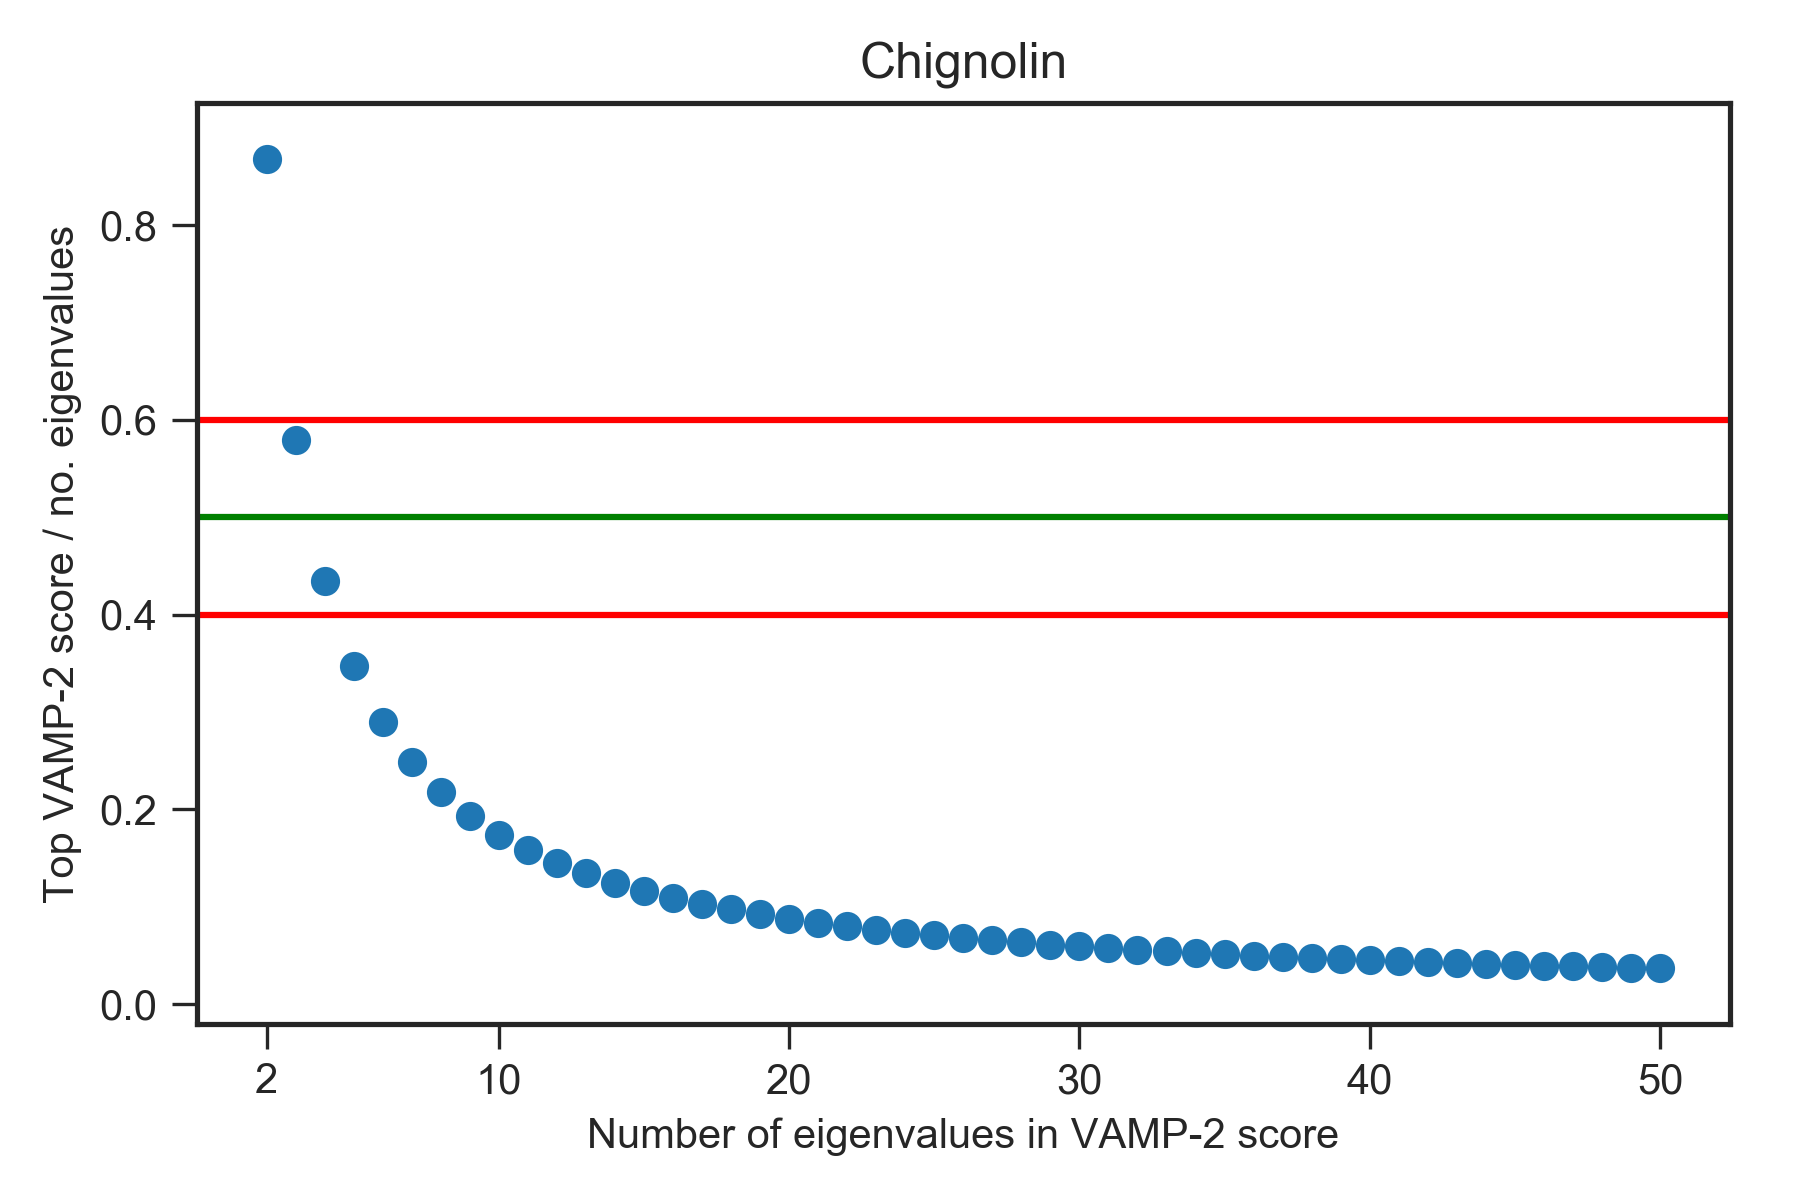 Chignolin
Top VAMP-2 score / no. eigenvalues
0.8
0.6
0.4
0.2
0.0
2 10 20 30 40 50
Number of eigenvalues in VAMP-2 score